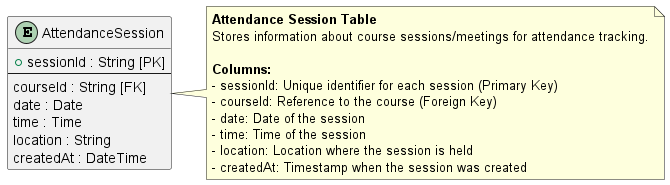 E AttendanceSession
sessionId : String [PK]
courseId : String [FK]
date : Date
time : Time
location : String
createdAt : DateTime
Attendance Session Table
Stores information about course sessions/meetings for attendance tracking.
Columns:
- sessionId: Unique identifier for each session (Primary Key)
- courseId: Reference to the course (Foreign Key)
- date: Date of the session
- time: Time of the session
- location: Location where the session is held
- createdAt: Timestamp when the session was created